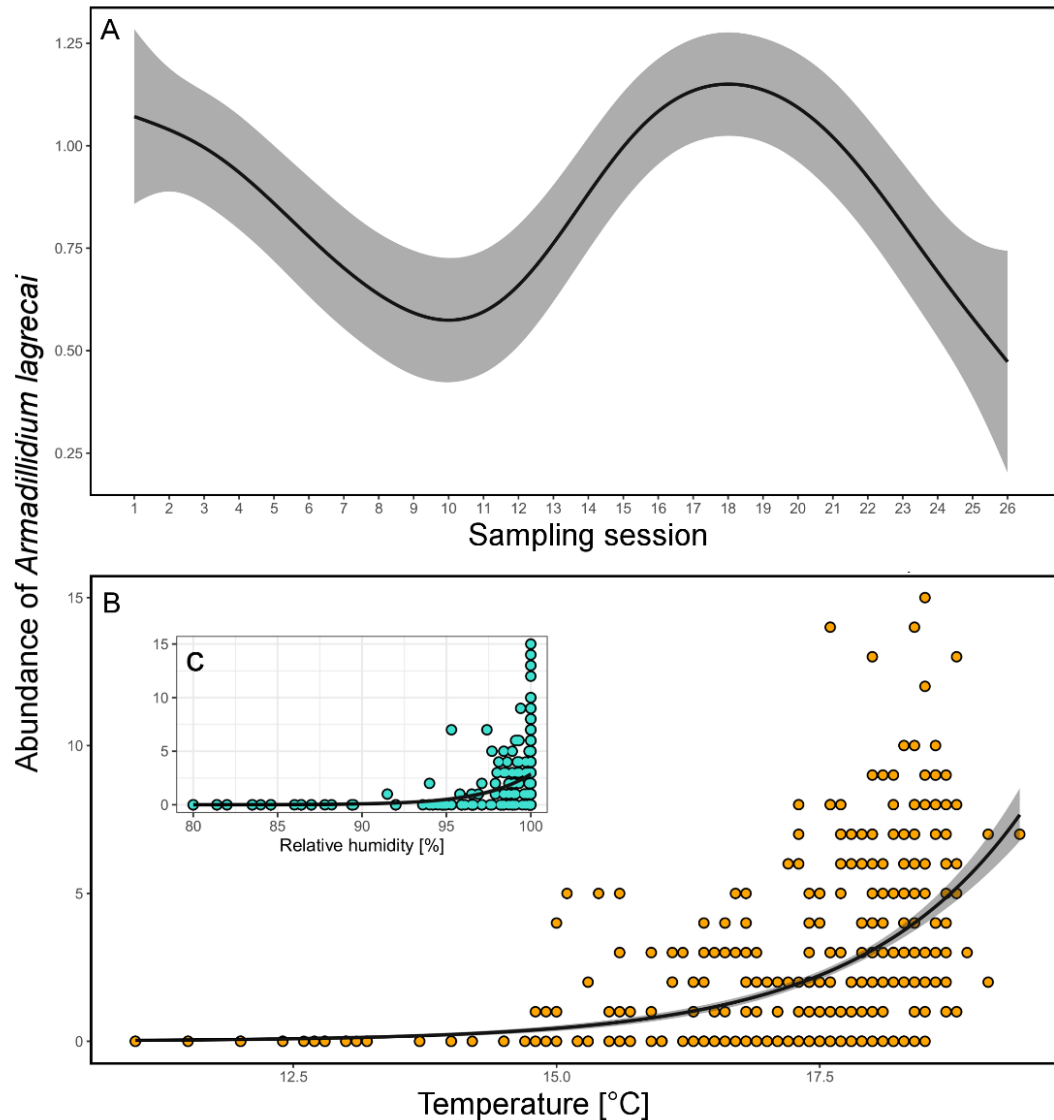 A
1.25
1.00
0.75
0.50
0.25
1 2 3 4 5 6 7 8 9 10 11 12 13 14 15 16 17 18 19 20 21 22 23 24 25 26
Sampling session
Abundance of Armadillidium lagrecai
B
15
10
5
0
C
15
10
5
0
80 85 90 95 100
Relative humidity [%]
12.5 15.0 17.5
Temperature [°C]